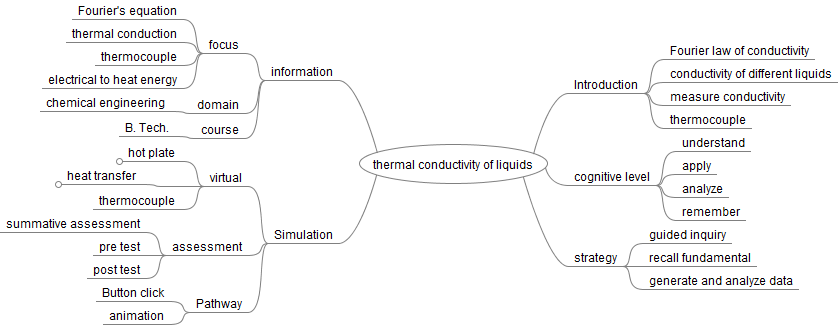 Fourier's equation
thermal conduction
thermocouple
electrical to heat energy
focus
chemical engineering
domain
B. Tech.
course
information
hot plate
heat transfer
thermocouple
virtual
summative assessment
pre test
post test
assessment
Button click
animation
Pathway
Simulation
thermal conductivity of liquids
Introduction
Fourier law of conductivity
conductivity of different liquids
measure conductivity
thermocouple
cognitive level
understand
apply
analyze
remember
strategy
guided inquiry
recall fundamental
generate and analyze data